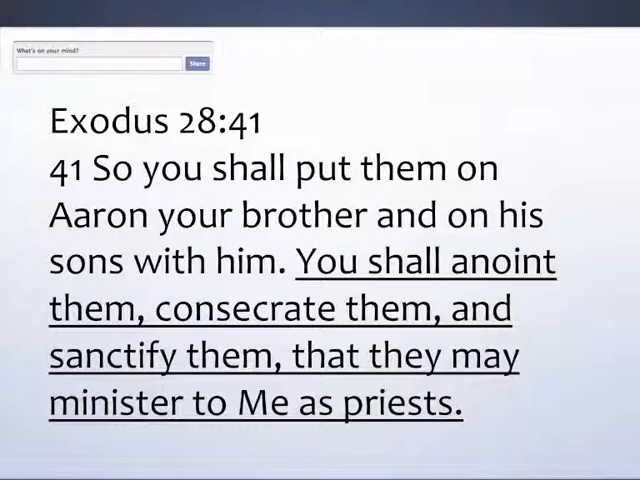 What's on your mind?
Share
Exodus 28:41
41 So you shall put them on
Aaron your brother and on his
sons with him. You shall anoint
them, consecrate them, and
sanctify them, that they may
minister to Me as priests.